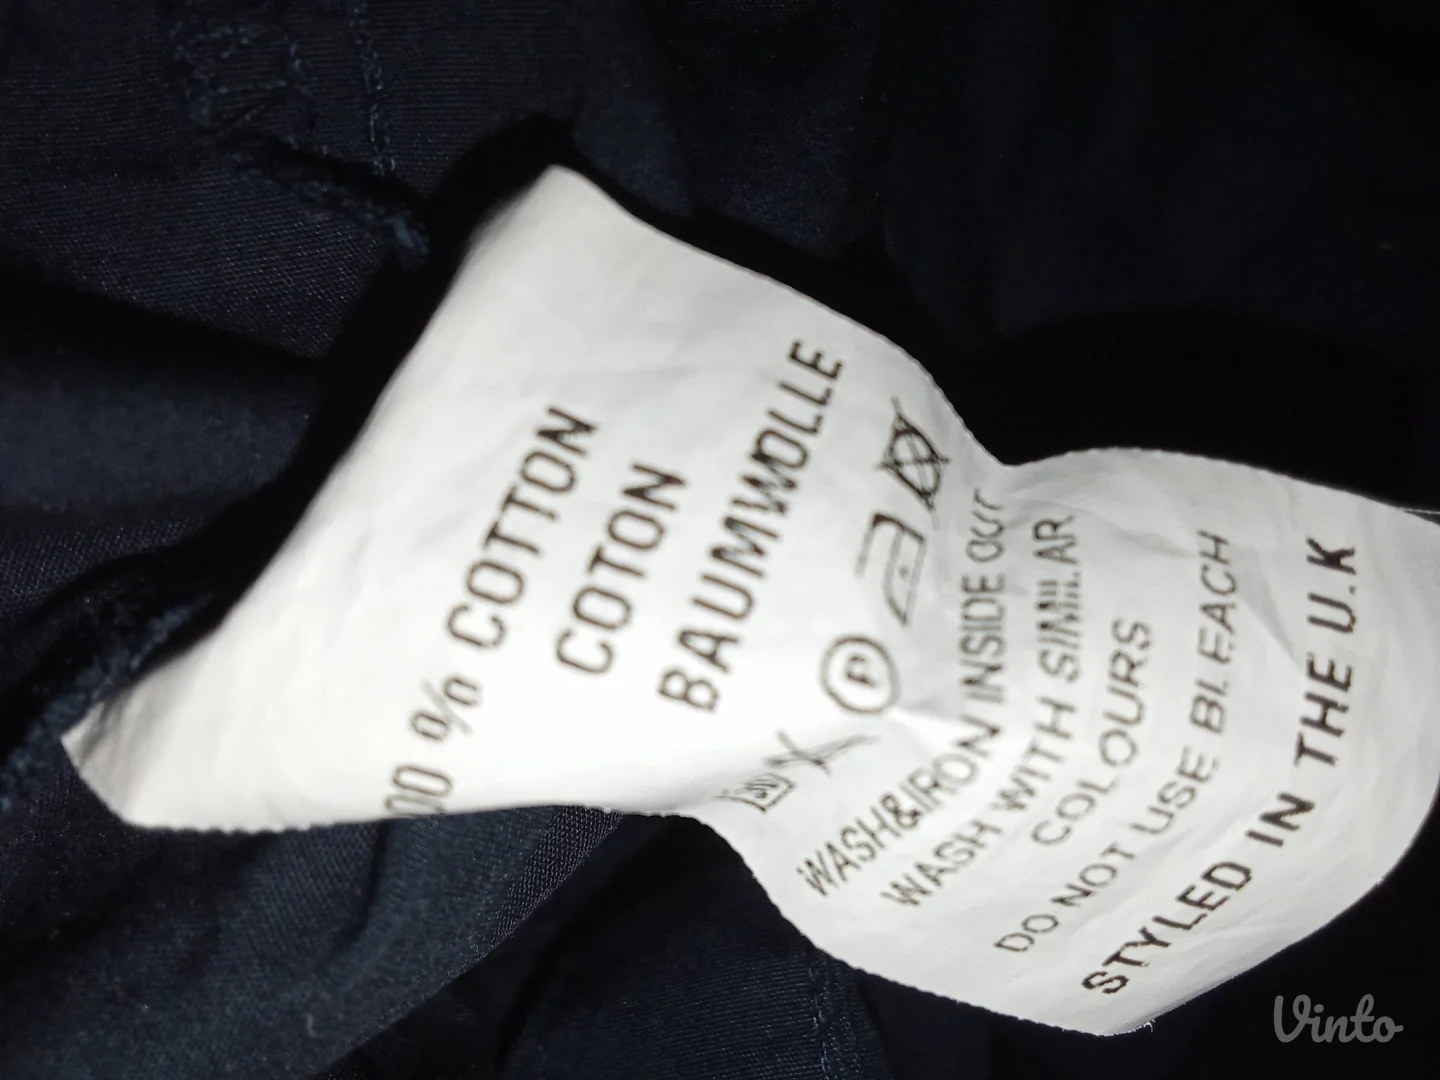 00 % COTTON
COTON
BAUMWOLLE
30
P
WASH&IRON INSIDE OUT
WASH WITH SIMILAR
COLOURS
DO NOT USE BLEACH
STYLED IN THE U.K
Vinto